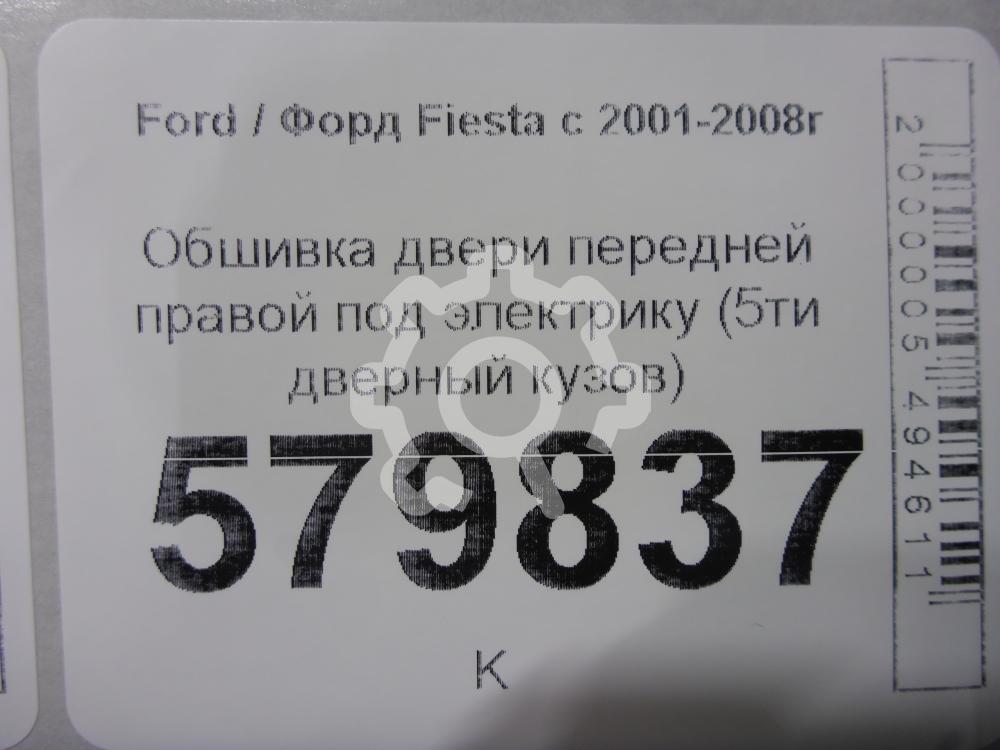 Ford / Форд Fiesta с 2001-2008г
Обшивка двери передней
правой под электрику (5ти
дверный кузов)
579837
К
2000005494611